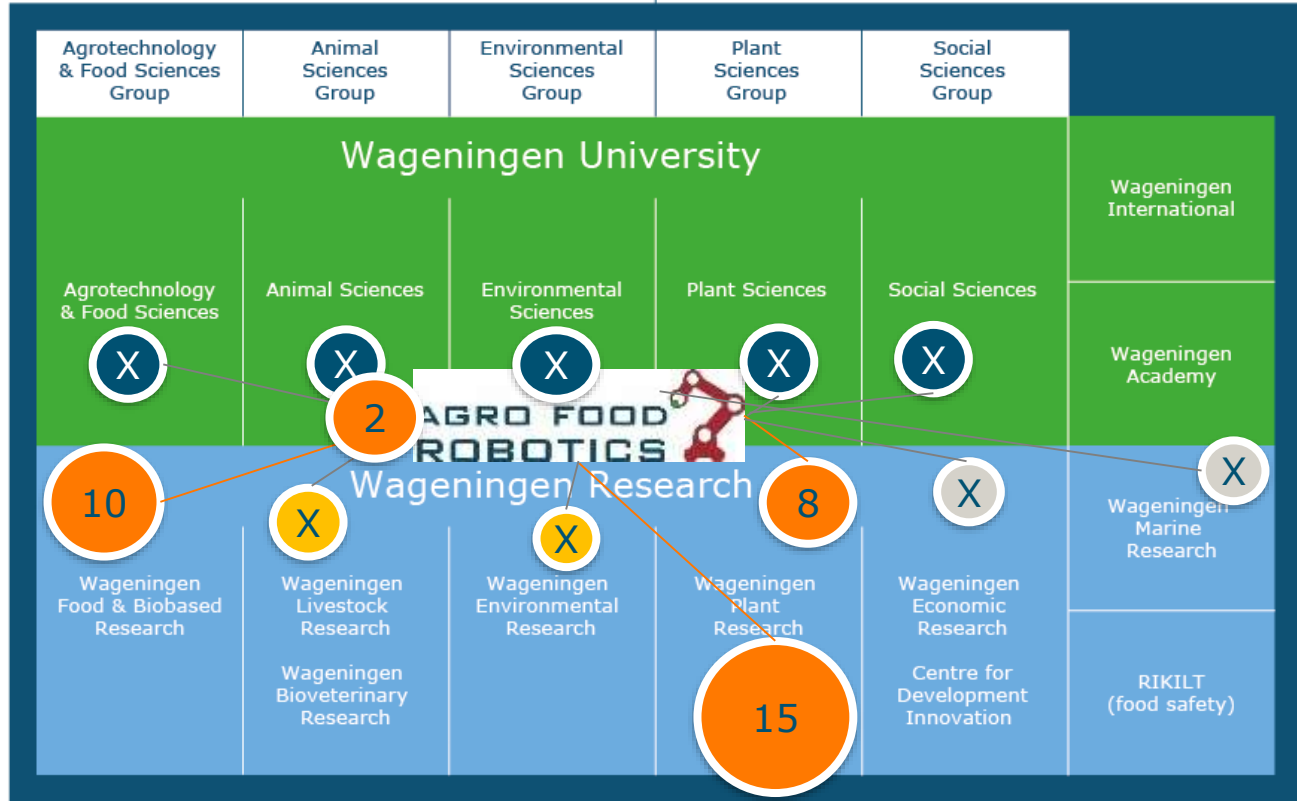 Agrotechnology
& Food Sciences
Group
Animal
Sciences
Group
Environmental
Sciences
Group
Plant
Sciences
Group
Social
Sciences
Group
Wageningen University
Wageningen
International
Agrotechnology
& Food Sciences
Animal Sciences
Environmental
Sciences
Plant Sciences
Social Sciences
Wageningen
Academy
X
X
X
X
X
2
AGRO FOOD
ROBOTICS
Wageningen Research
10
X
X
8
X
X
Wageningen
Marine
Research
Wageningen
Food & Biobased
Research
Wageningen
Livestock
Research
Wageningen
Bioveterinary
Research
Wageningen
Environmental
Research
Wageningen
Plant
Research
15
Wageningen
Economic
Research
Centre for
Development
Innovation
RIKILT
(food safety)